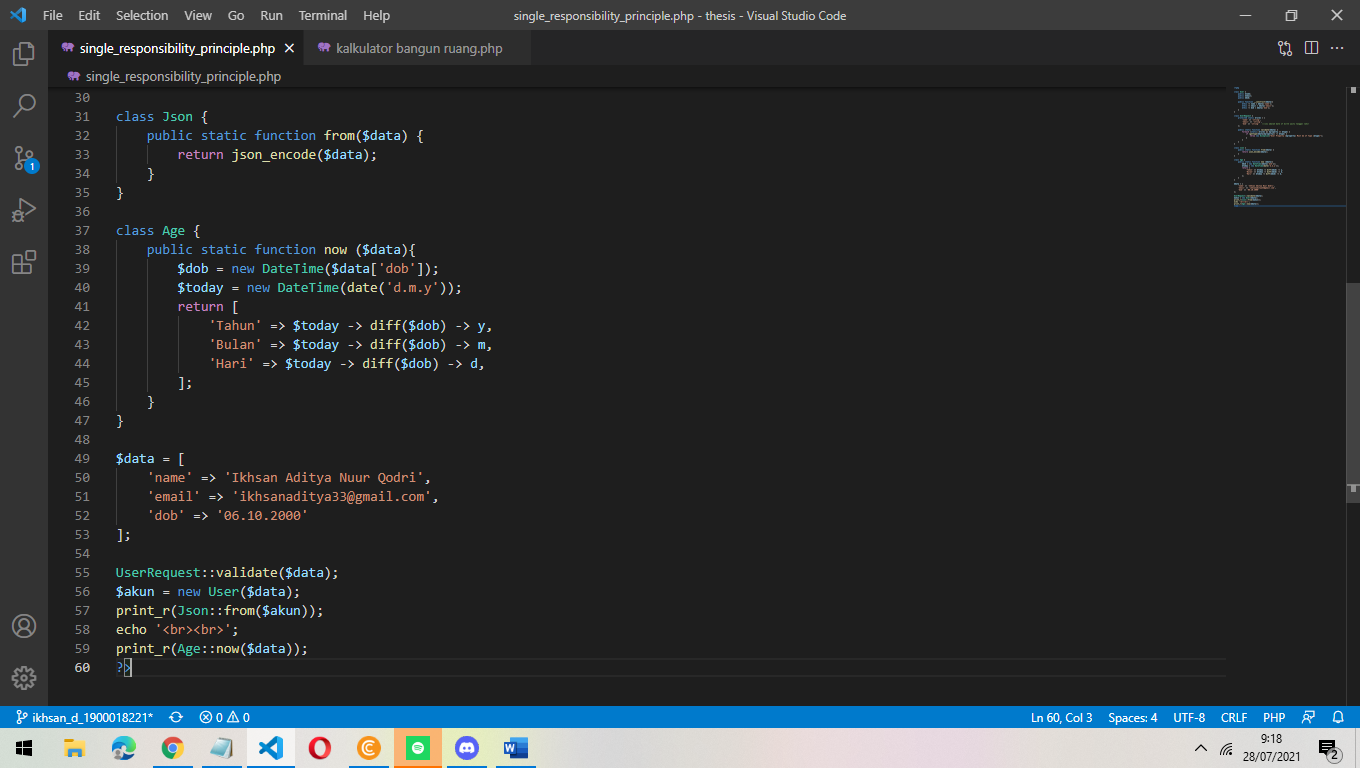 File Edit Selection View Go Run Terminal Help single_responsibility_principle.php - thesis - Visual Studio Code
single_responsibility_principle.php kalkulator bangun ruang.php
single_responsibility_principle.php
30
31 class Json {
32 public static function from($data) {
33 return json_encode($data);
34 }
35 }
36
37 class Age {
38 public static function now ($data){
39 $dob = new DateTime($data['dob']);
40 $today = new DateTime(date('d.m.y'));
41 return [
42 'Tahun' => $today -> diff($dob) -> y,
43 'Bulan' => $today -> diff($dob) -> m,
44 'Hari' => $today -> diff($dob) -> d,
45 ];
46 }
47 }
48
49 $data = [
50 'name' => 'Ikhsan Aditya Nuur Qodri',
51 'email' => 'ikhsanaditya33@gmail.com',
52 'dob' => '06.10.2000'
53 ];
54
55 UserRequest::validate($data);
56 $akun = new User($data);
57 print_r(Json::from($akun));
58 echo '<br><br>';
59 print_r(Age::now($data));
60 ?>
1
ikhsan_d_1900018221* 0 0 Ln 60, Col 3 Spaces: 4 UTF-8 CRLF PHP
9:18
28/07/2021
2